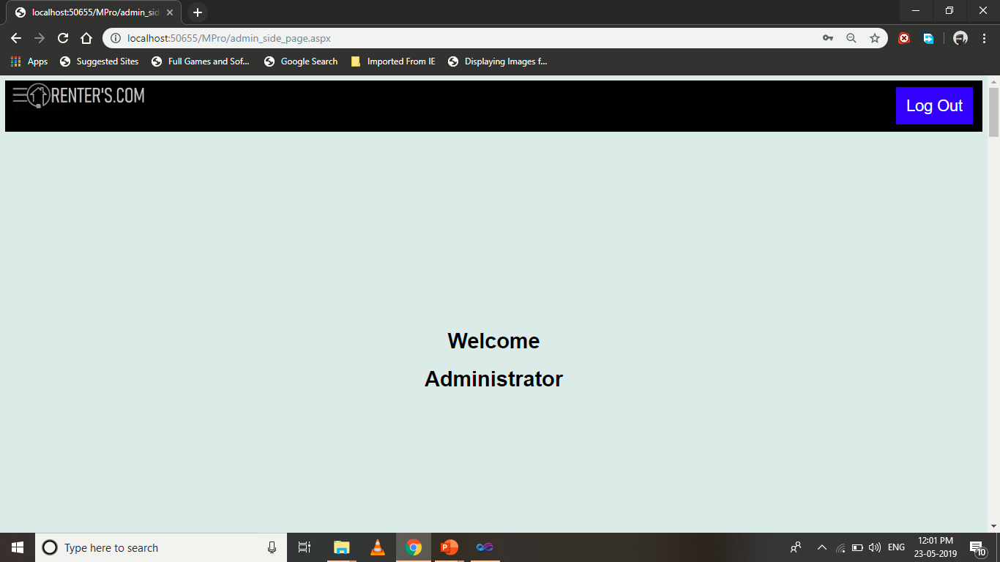 localhost:50655/MPro/admin_sid
localhost:50655/MPro/admin_side_page.aspx
Apps Suggested Sites Full Games and Sof... Google Search Imported From IE Displaying Images f...
RENTER'S.COM
Log Out
Welcome
Administrator
Type here to search
P
ENG
12:01 PM
23-05-2019
10